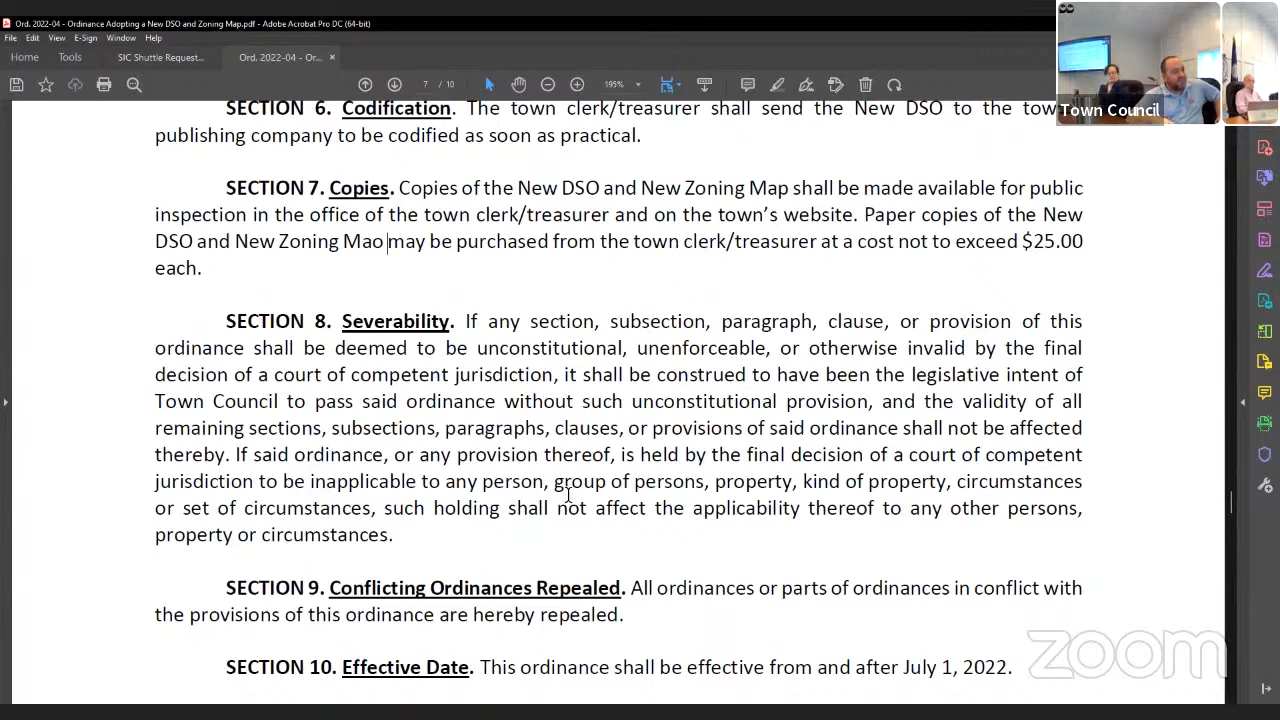 Ord. 2022-04 - Ordinance Adopting a New DSO and Zoning Map.pdf - Adobe Acrobat Pro DC (64-bit)
File Edit View E-Sign Window Help
Home Tools SIC Shuttle Request... Ord. 2022-04 - Or... ×
7 / 10 195%
Town Council
SECTION 6. Codification. The town clerk/treasurer shall send the New DSO to the tow
publishing company to be codified as soon as practical.
SECTION 7. Copies. Copies of the New DSO and New Zoning Map shall be made available for public
inspection in the office of the town clerk/treasurer and on the town's website. Paper copies of the New
DSO and New Zoning Mao may be purchased from the town clerk/treasurer at a cost not to exceed $25.00
each.
SECTION 8. Severability. If any section, subsection, paragraph, clause, or provision of this
ordinance shall be deemed to be unconstitutional, unenforceable, or otherwise invalid by the final
decision of a court of competent jurisdiction, it shall be construed to have been the legislative intent of
Town Council to pass said ordinance without such unconstitutional provision, and the validity of all
remaining sections, subsections, paragraphs, clauses, or provisions of said ordinance shall not be affected
thereby. If said ordinance, or any provision thereof, is held by the final decision of a court of competent
jurisdiction to be inapplicable to any person, group of persons, property, kind of property, circumstances
or set of circumstances, such holding shall not affect the applicability thereof to any other persons,
property or circumstances.
SECTION 9. Conflicting Ordinances Repealed. All ordinances or parts of ordinances in conflict with
the provisions of this ordinance are hereby repealed.
SECTION 10. Effective Date. This ordinance shall be effective from and after July 1, 2022.
zoom